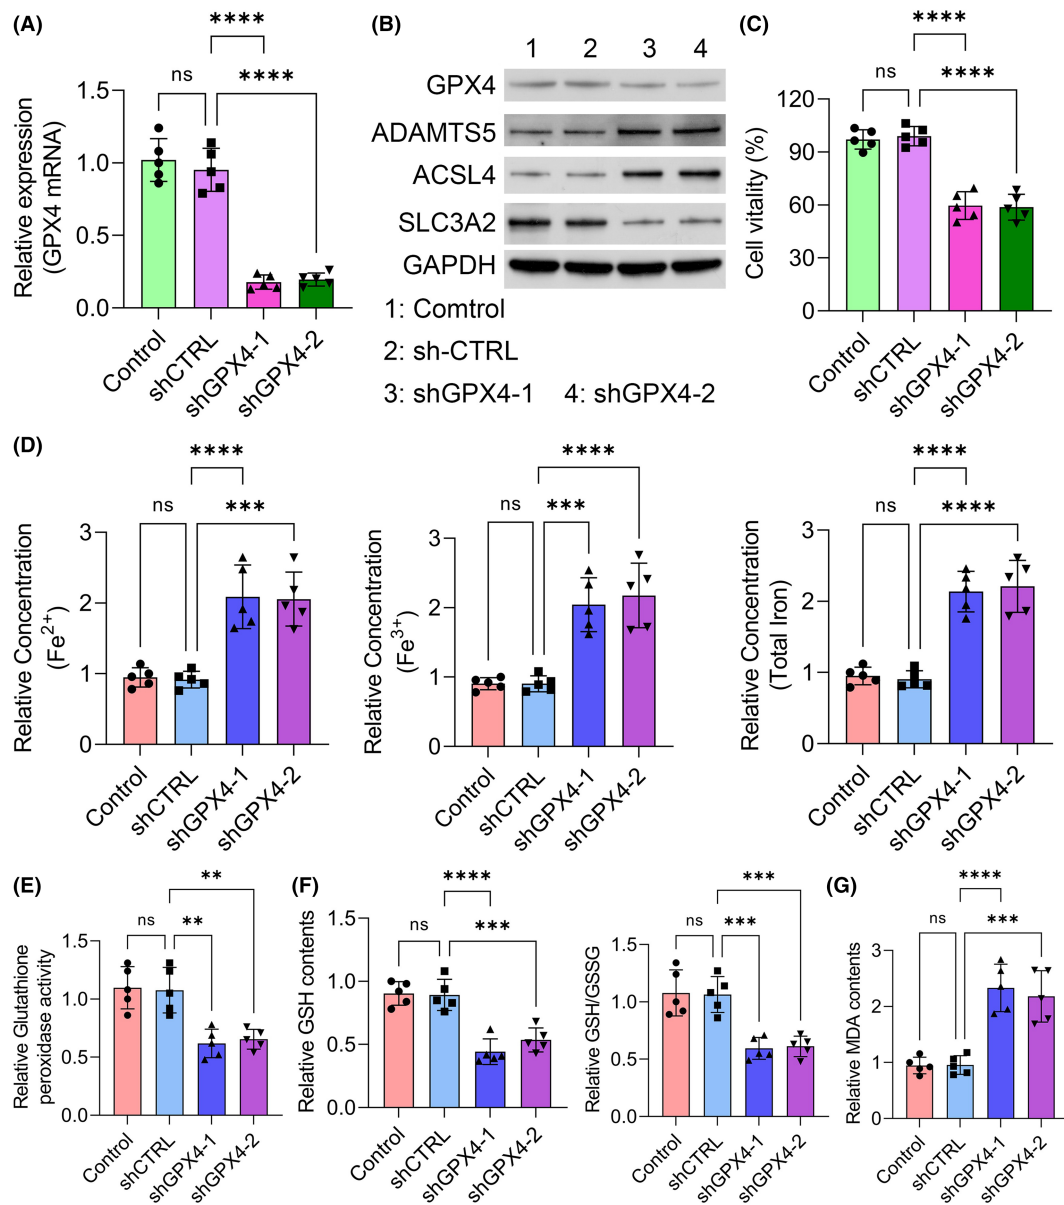 (A)
****
ns
****
Relative expression
(GPX4 mRNA)
1.5
1.0
0.5
0.0
Control
shCTRL
shGPX4-1
shGPX4-2
(B)
1 2 3 4
GPX4
ADAMTS5
ACSL4
SLC3A2
GAPDH
1: Comtrol
2: sh-CTRL
3: shGPX4-1 4: shGPX4-2
(C)
****
ns
****
Cell vitality (%)
120
90
60
30
0
Control
shCTRL
shGPX4-1
shGPX4-2
(D)
****
ns
***
Relative Concentration
(Fe2+)
3
2
1
0
Control
shCTRL
shGPX4-1
shGPX4-2
****
ns
***
Relative Concentration
(Fe3+)
3
2
1
0
Control
shCTRL
shGPX4-1
shGPX4-2
****
ns
****
Relative Concentration
(Total Iron)
3
2
1
0
Control
shCTRL
shGPX4-1
shGPX4-2
(E)
**
ns
**
Relative Glutathione
peroxidase activity
1.5
1.0
0.5
0.0
Control
shCTRL
shGPX4-1
shGPX4-2
(F)
****
ns
***
Relative GSH contents
1.5
1.0
0.5
0.0
Control
shCTRL
shGPX4-1
shGPX4-2
***
ns
***
Relative GSH/GSSG
1.5
1.0
0.5
0.0
Control
shCTRL
shGPX4-1
shGPX4-2
(G)
****
ns
***
Relative MDA contents
3
2
1
0
Control
shCTRL
shGPX4-1
shGPX4-2